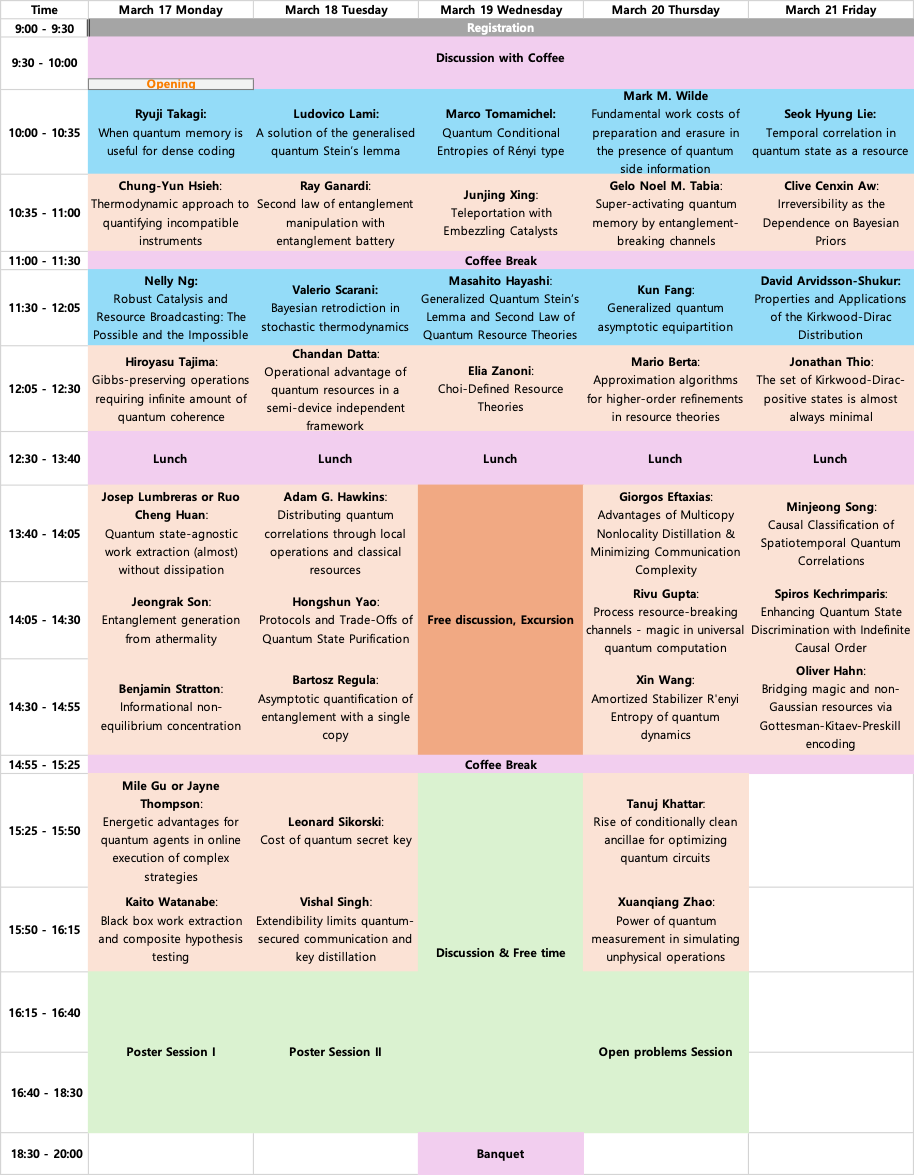 Time
March 17 Monday
March 18 Tuesday
March 19 Wednesday
March 20 Thursday
March 21 Friday
9:00 - 9:30
Registration
9:30 - 10:00
Discussion with Coffee
Opening
10:00 - 10:35
Ryuji Takagi:
When quantum memory is
useful for dense coding
Ludovico Lami:
A solution of the generalised
quantum Stein's lemma
Marco Tomamichel:
Quantum Conditional
Entropies of Rényi type
Mark M. Wilde
Fundamental work costs of
preparation and erasure in
the presence of quantum
side information
Seok Hyung Lie:
Temporal correlation in
quantum state as a resource
10:35 - 11:00
Chung-Yun Hsieh:
Thermodynamic approach to
quantifying incompatible
instruments
Ray Ganardi:
Second law of entanglement
manipulation with
entanglement battery
Junjing Xing:
Teleportation with
Embezzling Catalysts
Gelo Noel M. Tabia:
Super-activating quantum
memory by entanglement-
breaking channels
Clive Cenxin Aw:
Irreversibility as the
Dependence on Bayesian
Priors
11:00 - 11:30
Coffee Break
11:30 - 12:05
Nelly Ng:
Robust Catalysis and
Resource Broadcasting: The
Possible and the Impossible
Valerio Scarani:
Bayesian retrodiction in
stochastic thermodynamics
Masahito Hayashi:
Generalized Quantum Stein's
Lemma and Second Law of
Quantum Resource Theories
Kun Fang:
Generalized quantum
asymptotic equipartition
David Arvidsson-Shukur:
Properties and Applications
of the Kirkwood-Dirac
Distribution
12:05 - 12:30
Hiroyasu Tajima:
Gibbs-preserving operations
requiring infinite amount of
quantum coherence
Chandan Datta:
Operational advantage of
quantum resources in a
semi-device independent
framework
Elia Zanoni:
Choi-Defined Resource
Theories
Mario Berta:
Approximation algorithms
for higher-order refinements
in resource theories
Jonathan Thio:
The set of Kirkwood-Dirac-
positive states is almost
always minimal
12:30 - 13:40
Lunch
Lunch
Lunch
Lunch
Lunch
13:40 - 14:05
Josep Lumbreras or Ruo
Cheng Huan:
Quantum state-agnostic
work extraction (almost)
without dissipation
Adam G. Hawkins:
Distributing quantum
correlations through local
operations and classical
resources
Giorgos Eftaxias:
Advantages of Multicopy
Nonlocality Distillation &
Minimizing Communication
Complexity
Minjeong Song:
Causal Classification of
Spatiotemporal Quantum
Correlations
14:05 - 14:30
Jeongrak Son:
Entanglement generation
from athermality
Hongshun Yao:
Protocols and Trade-Offs of
Quantum State Purification
Free discussion, Excursion
Rivu Gupta:
Process resource-breaking
channels - magic in universal
quantum computation
Spiros Kechrimparis:
Enhancing Quantum State
Discrimination with Indefinite
Causal Order
14:30 - 14:55
Benjamin Stratton:
Informational non-
equilibrium concentration
Bartosz Regula:
Asymptotic quantification of
entanglement with a single
copy
Xin Wang:
Amortized Stabilizer R'enyi
Entropy of quantum
dynamics
Oliver Hahn:
Bridging magic and non-
Gaussian resources via
Gottesman-Kitaev-Preskill
encoding
14:55 - 15:25
Coffee Break
15:25 - 15:50
Mile Gu or Jayne
Thompson:
Energetic advantages for
quantum agents in online
execution of complex
strategies
Leonard Sikorski:
Cost of quantum secret key
Tanuj Khattar:
Rise of conditionally clean
ancillae for optimizing
quantum circuits
15:50 - 16:15
Kaito Watanabe:
Black box work extraction
and composite hypothesis
testing
Vishal Singh:
Extendibility limits quantum-
secured communication and
key distillation
Discussion & Free time
Xuanqiang Zhao:
Power of quantum
measurement in simulating
unphysical operations
16:15 - 16:40
Poster Session I
Poster Session II
Open problems Session
16:40 - 18:30
18:30 - 20:00
Banquet